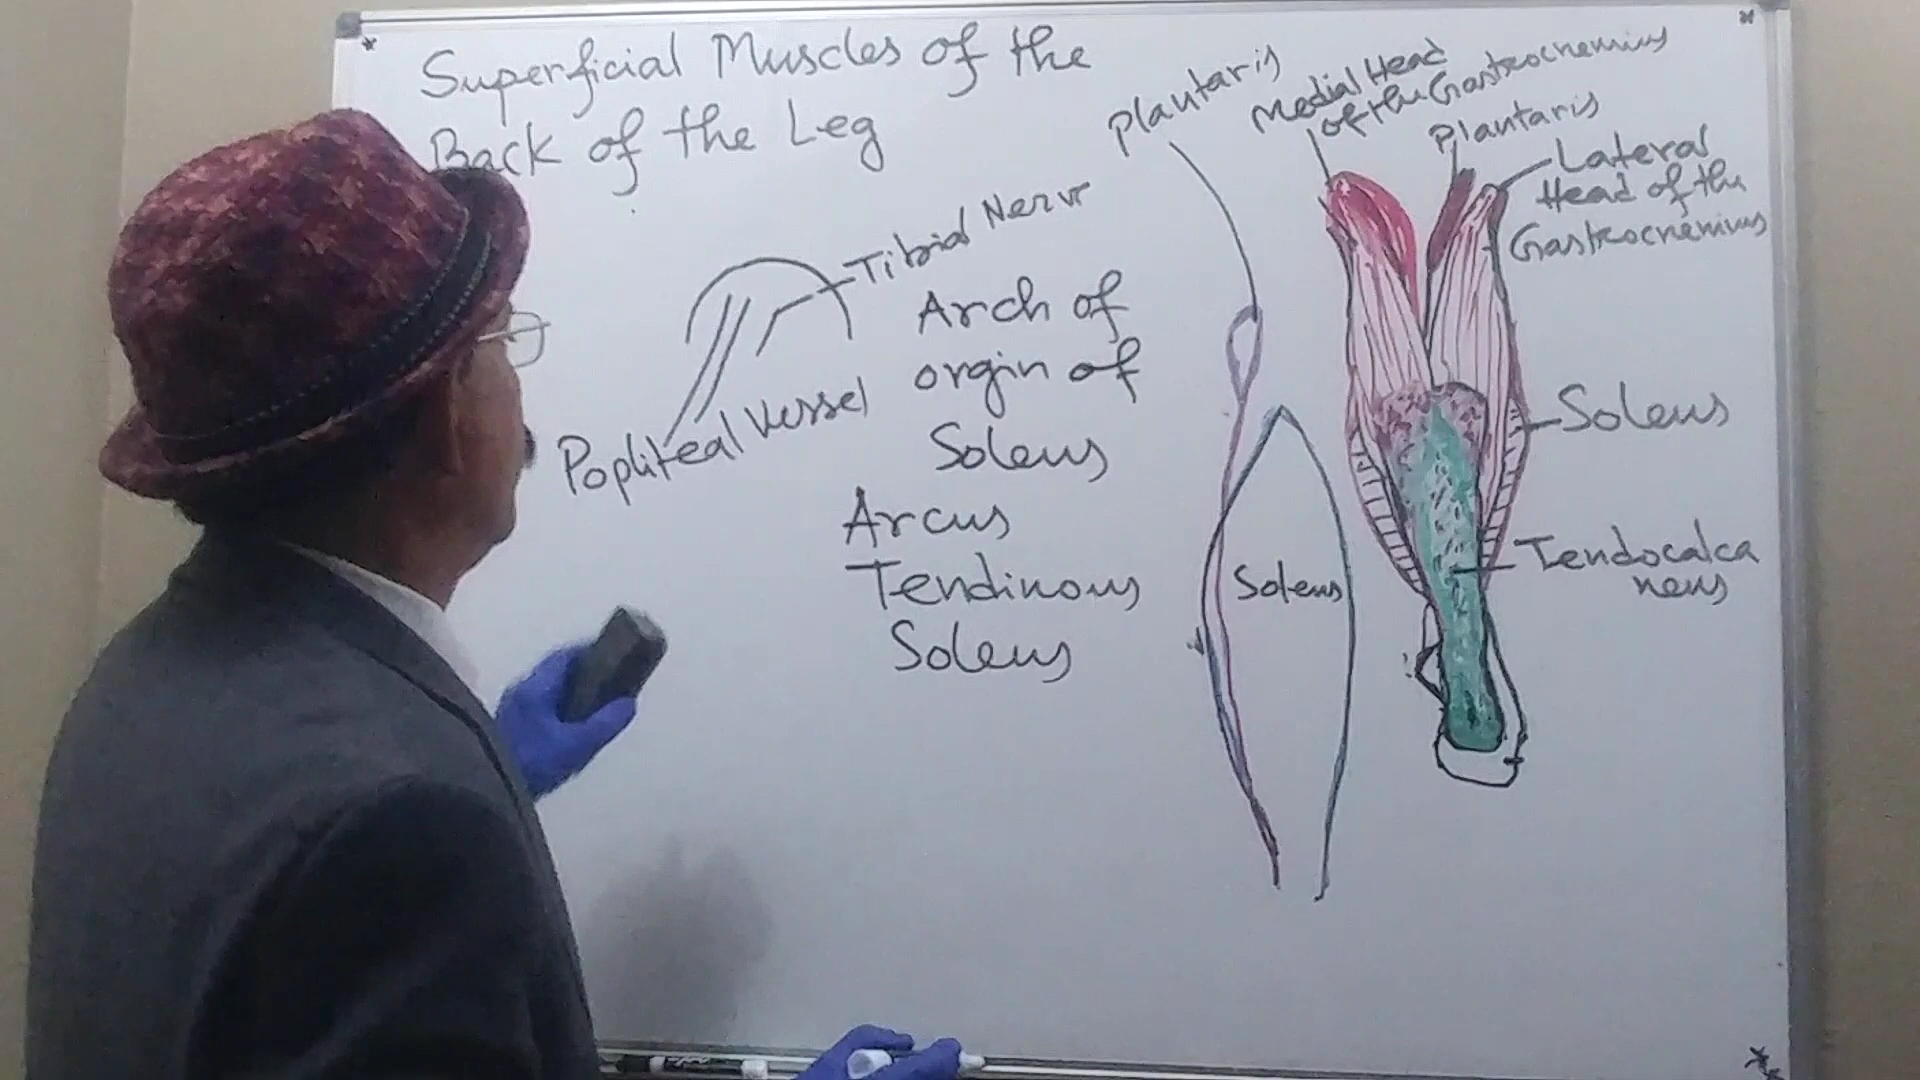 Superficial Muscles of the
Back of the Leg
Plantaris
Medial Head
of the Gastrocnemius
Plantaris
Lateral
Head of the
Gastrocnemius
Tibial Nerv
Popliteal Vessel
Arch of
orgin of
Soleus
Arcus
Tendinous
Soleus
Soleus
Soleus
Tendocalca
neus